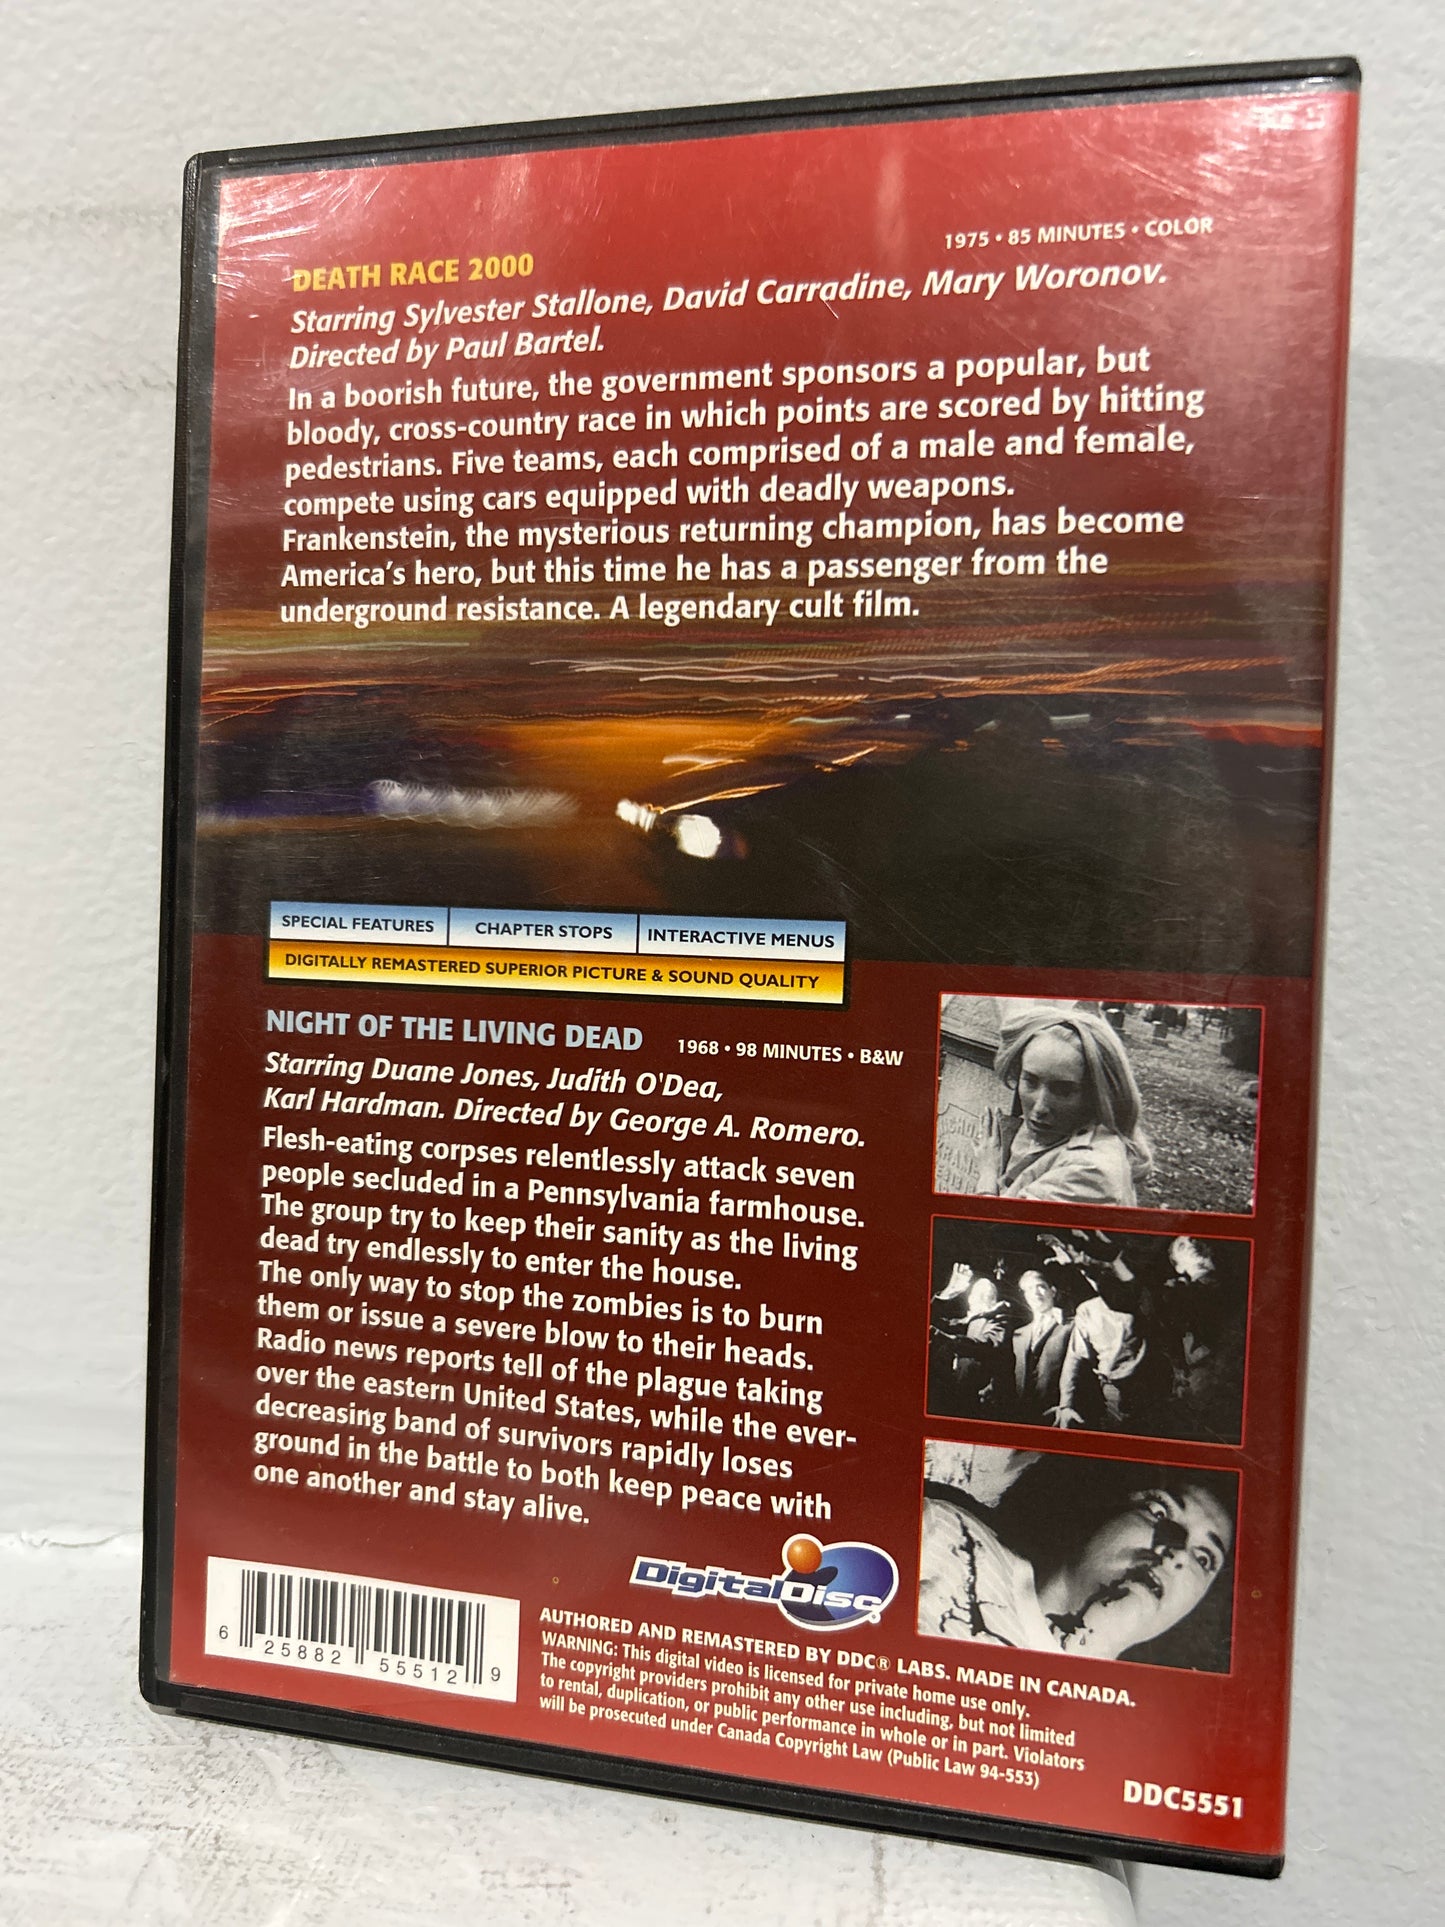 1975 • 85 MINUTES • COLOR
DEATH RACE 2000
Starring Sylvester Stallone, David Carradine, Mary Woronov.
Directed by Paul Bartel.
In a boorish future, the government sponsors a popular, but
bloody, cross-country race in which points are scored by hitting
pedestrians. Five teams, each comprised of a male and female,
compete using cars equipped with deadly weapons.
Frankenstein, the mysterious returning champion, has become
America's hero, but this time he has a passenger from the
underground resistance. A legendary cult film.
SPECIAL FEATURES CHAPTER STOPS INTERACTIVE MENUS
DIGITALLY REMASTERED SUPERIOR PICTURE & SOUND QUALITY
NIGHT OF THE LIVING DEAD 1968 • 98 MINUTES • B&W
Starring Duane Jones, Judith O'Dea,
Karl Hardman. Directed by George A. Romero.
Flesh-eating corpses relentlessly attack seven
people secluded in a Pennsylvania farmhouse.
The group try to keep their sanity as the living
dead try endlessly to enter the house.
The only way to stop the zombies is to burn
them or issue a severe blow to their heads.
Radio news reports tell of the plague taking
over the eastern United States, while the ever-
decreasing band of survivors rapidly loses
ground in the battle to both keep peace with
one another and stay alive.
DigitalDisc
6 25882 55512 9
AUTHORED AND REMASTERED BY DDC® LABS. MADE IN CANADA.
WARNING: This digital video is licensed for private home use only.
The copyright providers prohibit any other use including, but not limited
to rental, duplication, or public performance in whole or in part. Violators
will be prosecuted under Canada Copyright Law (Public Law 94-553)
DDC5551